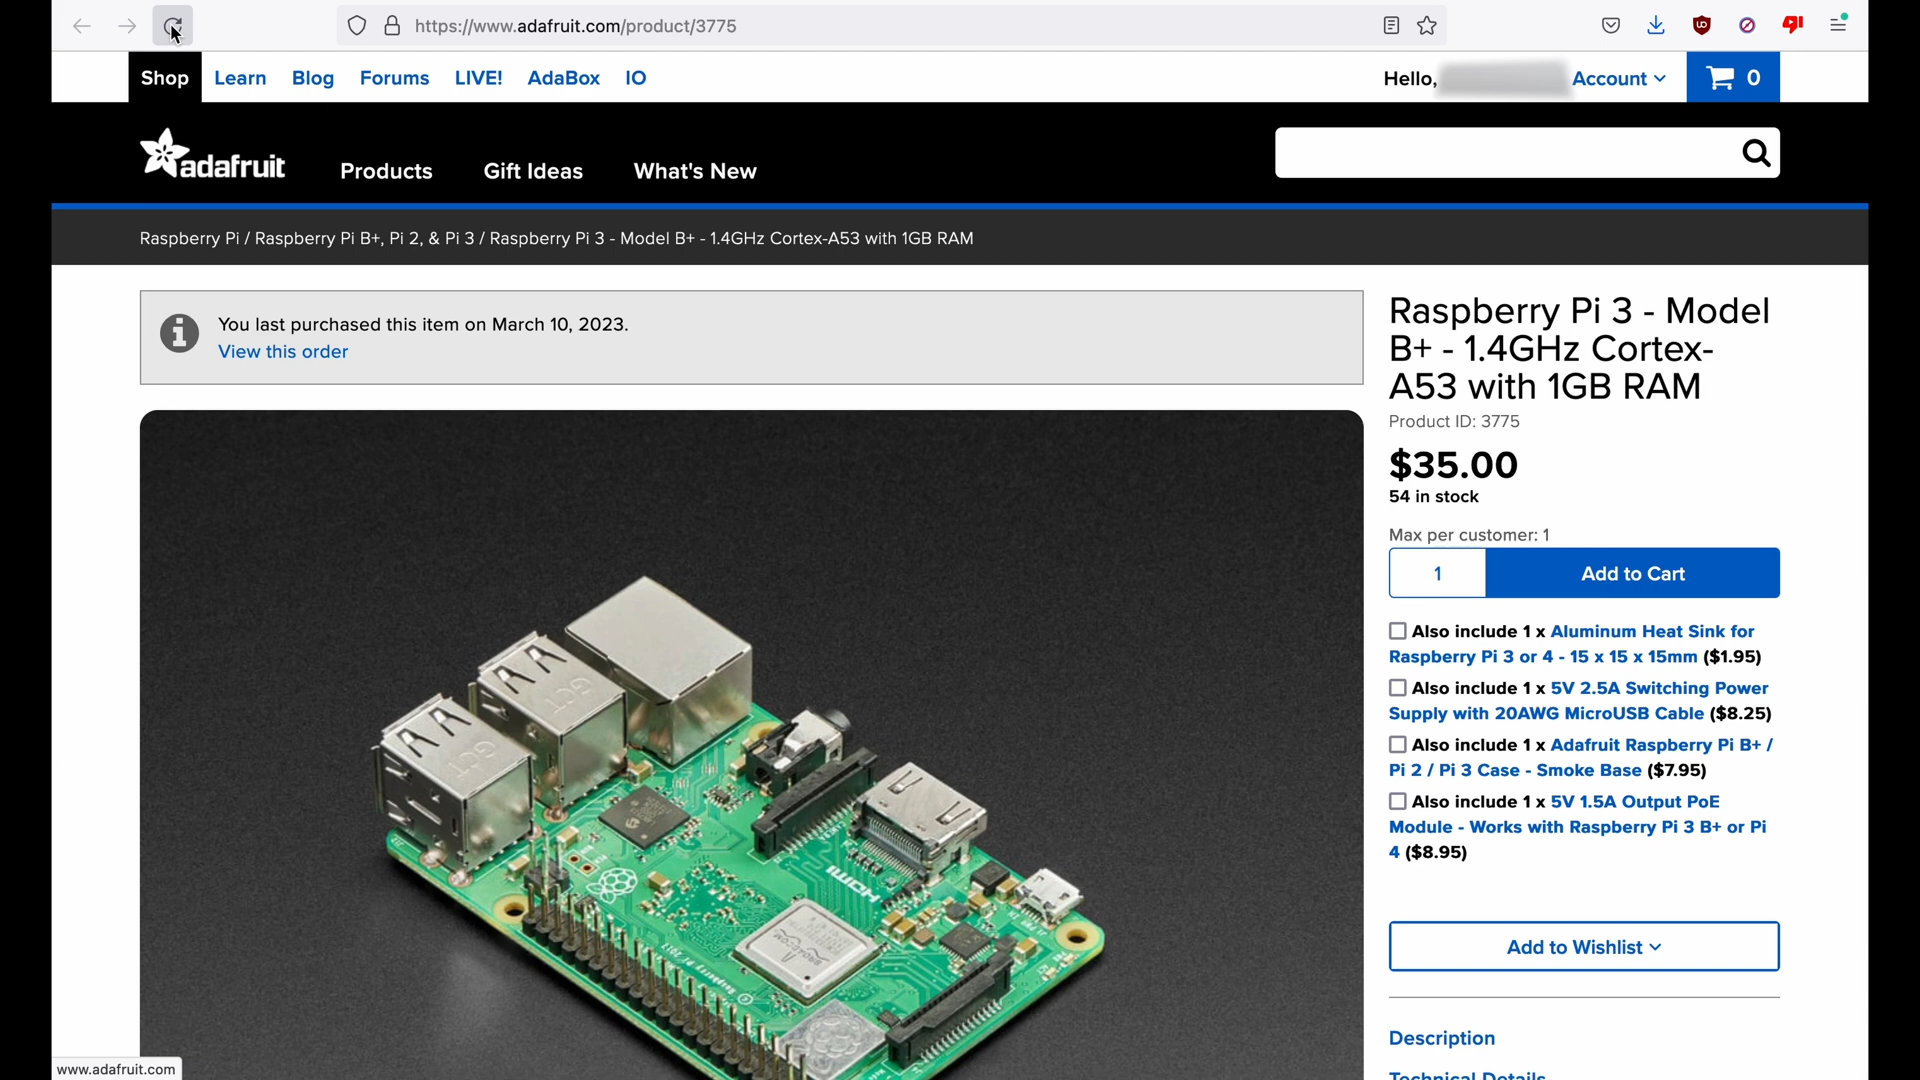 https://www.adafruit.com/product/3775
Shop Learn Blog Forums LIVE! AdaBox IO
Hello, Account 0
adafruit Products Gift Ideas What's New
Raspberry Pi / Raspberry Pi B+, Pi 2, & Pi 3 / Raspberry Pi 3 - Model B+ - 1.4GHz Cortex-A53 with 1GB RAM
You last purchased this item on March 10, 2023.
View this order
Raspberry Pi 3 - Model
B+ - 1.4GHz Cortex-
A53 with 1GB RAM
Product ID: 3775
$35.00
54 in stock
Max per customer: 1
1 Add to Cart
Also include 1 x Aluminum Heat Sink for
Raspberry Pi 3 or 4 - 15 x 15 x 15mm ($1.95)
Also include 1 x 5V 2.5A Switching Power
Supply with 20AWG MicroUSB Cable ($8.25)
Also include 1 x Adafruit Raspberry Pi B+ /
Pi 2 / Pi 3 Case - Smoke Base ($7.95)
Also include 1 x 5V 1.5A Output PoE
Module - Works with Raspberry Pi 3 B+ or Pi
4 ($8.95)
Add to Wishlist
Description
Technical Details
HDMI
BROADCOM
www.adafruit.com